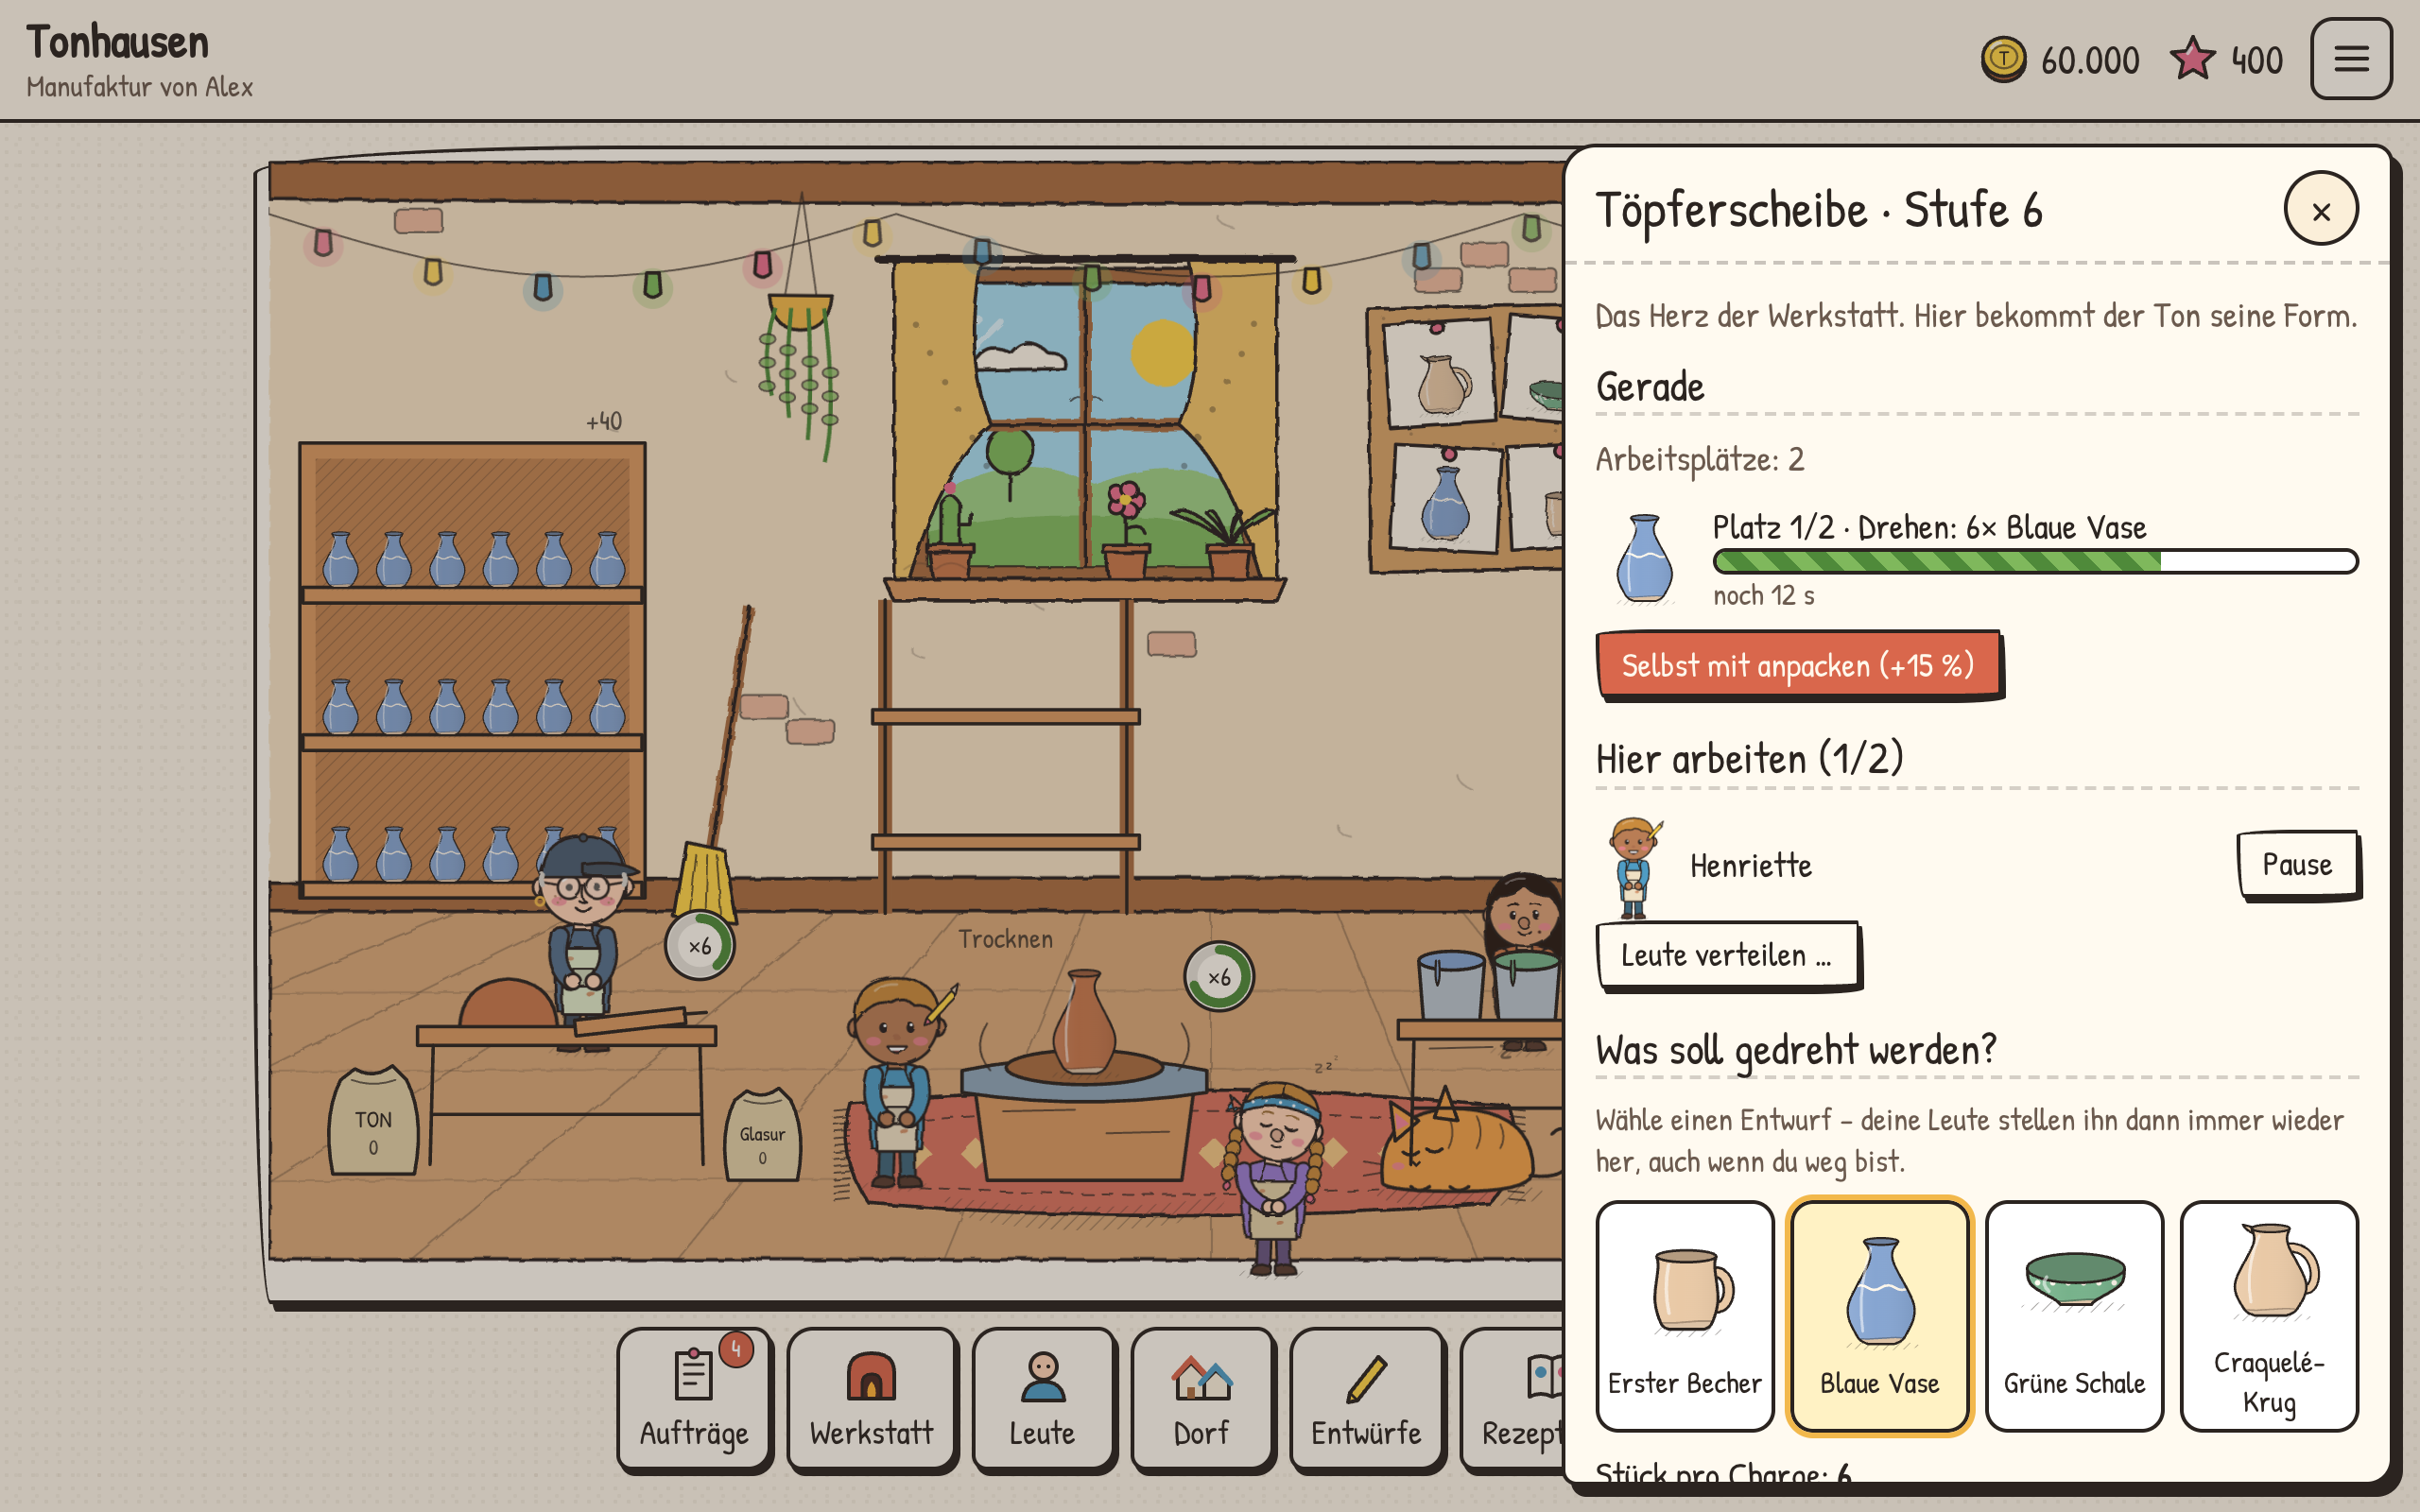 Tonhausen
Manufaktur von Alex
T
60.000
400
+40
TON
0
Glasur
0
×6
Trocknen
×6
z z z
z
Töpferscheibe · Stufe 6
×
Das Herz der Werkstatt. Hier bekommt der Ton seine Form.
Gerade
Arbeitsplätze: 2
Platz 1/2 · Drehen: 6× Blaue Vase
noch 12 s
Selbst mit anpacken (+15 %)
Hier arbeiten (1/2)
Henriette
Pause
Leute verteilen ...
Was soll gedreht werden?
Wähle einen Entwurf – deine Leute stellen ihn dann immer wieder
her, auch wenn du weg bist.
Erster Becher
Blaue Vase
Grüne Schale
Craquelé-
Krug
Stück pro Charge: 6
4
Aufträge
Werkstatt
Leute
Dorf
Entwürfe
Rezept